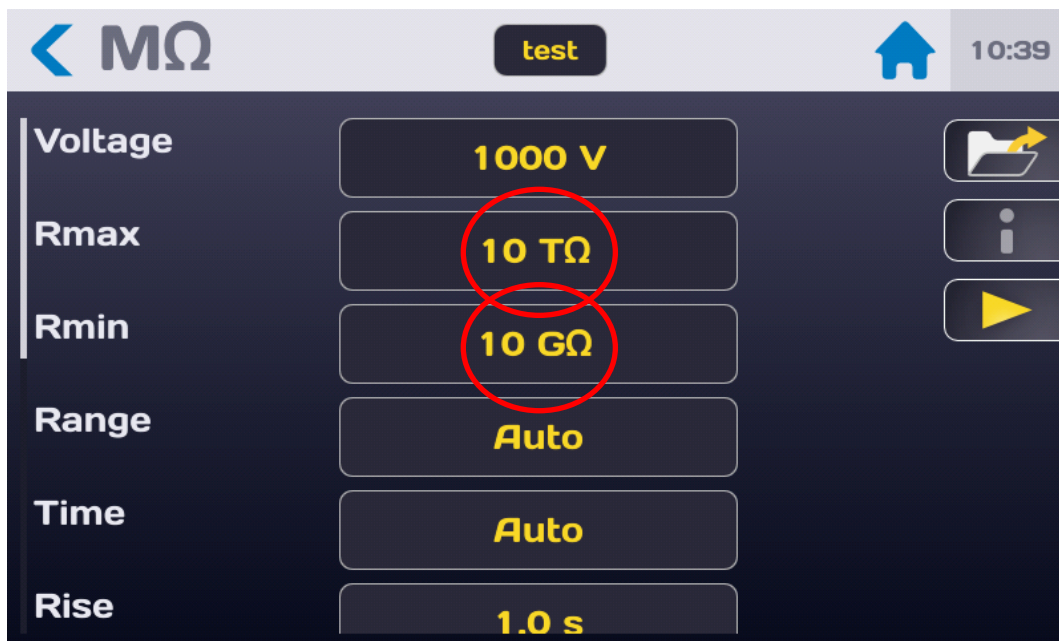 MΩ test 10:39
Voltage 1000 V
Rmax 10 TΩ
Rmin 10 GΩ
Range Auto
Time Auto
Rise 1.0 s